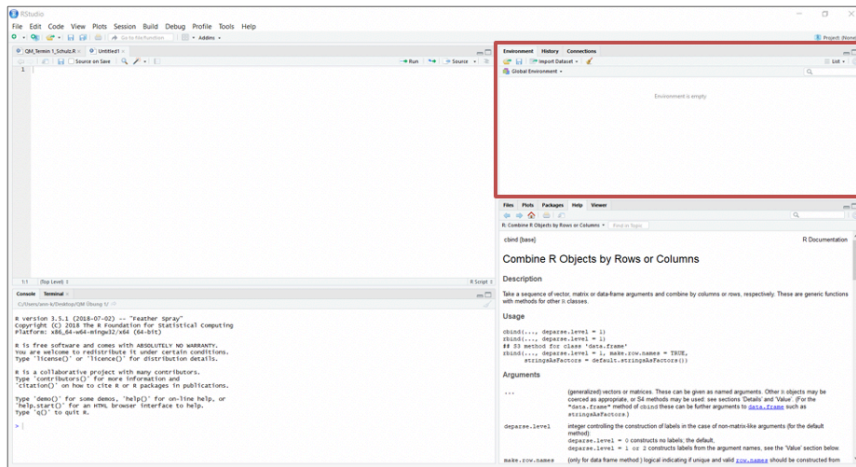 RStudio
File Edit Code View Plots Session Build Debug Profile Tools Help
Go to file/function Addins Project: (None)
QM_Termin 1_Schulz.R × Untitled1 ×
Source on Save Run Source
1
1:1 (Top Level) R Script
Console Terminal ×
R version 3.5.1 (2018-07-02) -- "Feather Spray"
Copyright (C) 2018 The R Foundation for Statistical Computing
Platform: x86_64-w64-mingw32/x64 (64-bit)
R is free software and comes with ABSOLUTELY NO WARRANTY.
You are welcome to redistribute it under certain conditions.
Type 'license()' or 'licence()' for distribution details.
R is a collaborative project with many contributors.
Type 'contributors()' for more information and
'citation()' on how to cite R or R packages in publications.
Type 'demo()' for some demos, 'help()' for on-line help, or
'help.start()' for an HTML browser interface to help.
Type 'q()' to quit R.
>
Environment History Connections
Import Dataset List
Global Environment
Environment is empty
Files Plots Packages Help Viewer
R: Combine R Objects by Rows or Columns Find in Topic
cbind {base} R Documentation
Combine R Objects by Rows or Columns
Description
Take a sequence of vector, matrix or data-frame arguments and combine by columns or rows, respectively. These are generic functions
with methods for other R classes.
Usage
cbind(..., deparse.level = 1)
rbind(..., deparse.level = 1)
## S3 method for class 'data.frame'
rbind(..., deparse.level = 1, make.row.names = TRUE,
stringsAsFactors = default.stringsAsFactors())
Arguments
... (generalized) vectors or matrices. These can be given as named arguments. Other R objects may be
coerced as appropriate, or S4 methods may be used: see sections 'Details' and 'Value'. (For the
"data.frame" method of cbind these can be further arguments to data.frame such as
stringsAsFactors.)
deparse.level integer controlling the construction of labels in the case of non-matrix-like arguments (for the default
method):
deparse.level = 0 constructs no labels; the default,
deparse.level = 1 or 2 constructs labels from the argument names, see the 'Value' section below.
make.row.names (only for data frame method:) logical indicating if unique and valid row.names should be constructed from